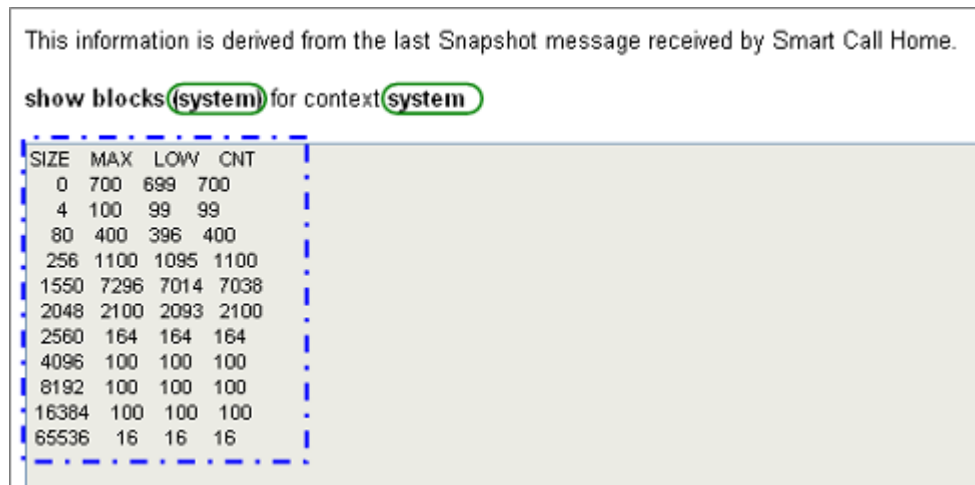 This information is derived from the last Snapshot message received by Smart Call Home.
show blocks (system) for context system
SIZE MAX LOW CNT
0 700 699 700
4 100 99 99
80 400 396 400
256 1100 1095 1100
1550 7296 7014 7038
2048 2100 2093 2100
2560 164 164 164
4096 100 100 100
8192 100 100 100
16384 100 100 100
65536 16 16 16